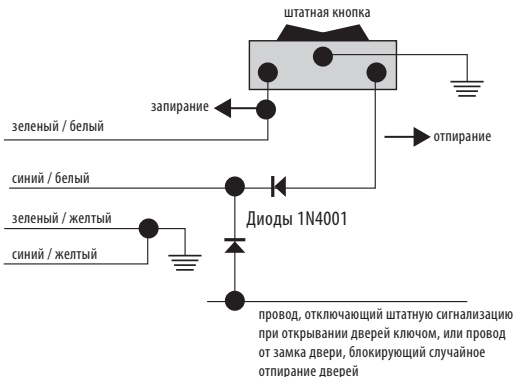 штатная кнопка
запирание
зеленый / белый
отпирание
синий / белый
зеленый / желтый
Диоды 1N4001
синий / желтый
провод, отключающий штатную сигнализацию
при открывании дверей ключом, или провод
от замка двери, блокирующий случайное
отпирание дверей